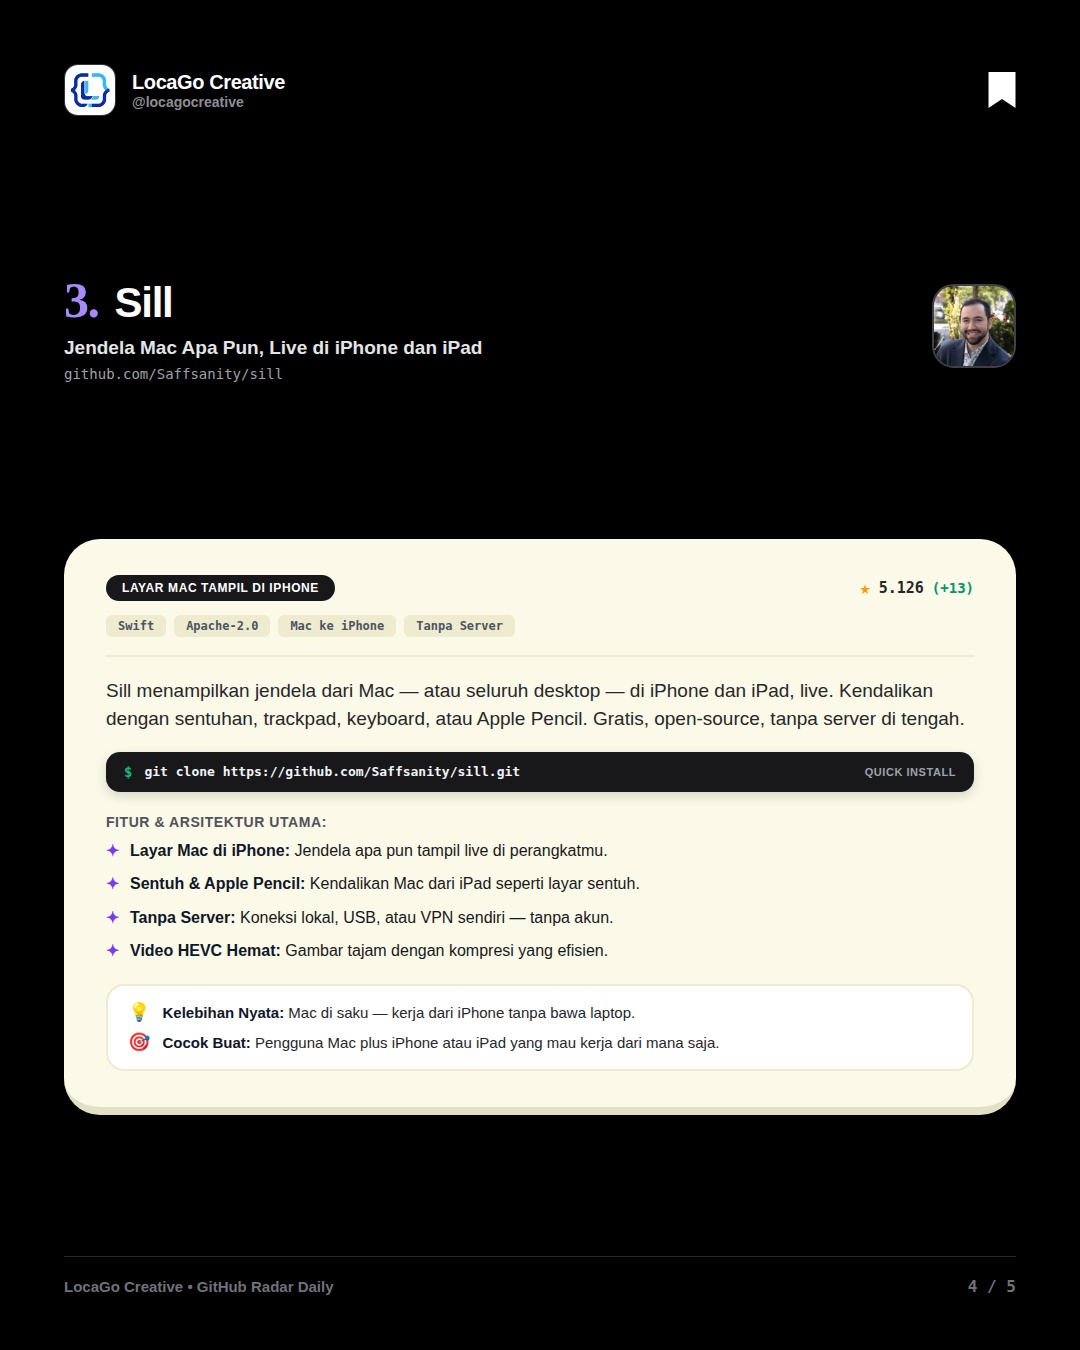 LocaGo Creative
@locagocreative
3. Sill
Jendela Mac Apa Pun, Live di iPhone dan iPad
github.com/Saffsanity/sill
LAYAR MAC TAMPIL DI IPHONE
★ 5.126 (+13)
Swift Apache-2.0 Mac ke iPhone Tanpa Server
Sill menampilkan jendela dari Mac — atau seluruh desktop — di iPhone dan iPad, live. Kendalikan
dengan sentuhan, trackpad, keyboard, atau Apple Pencil. Gratis, open-source, tanpa server di tengah.
$ git clone https://github.com/Saffsanity/sill.git QUICK INSTALL
FITUR & ARSITEKTUR UTAMA:
✦ Layar Mac di iPhone: Jendela apa pun tampil live di perangkatmu.
✦ Sentuh & Apple Pencil: Kendalikan Mac dari iPad seperti layar sentuh.
✦ Tanpa Server: Koneksi lokal, USB, atau VPN sendiri — tanpa akun.
✦ Video HEVC Hemat: Gambar tajam dengan kompresi yang efisien.
💡 Kelebihan Nyata: Mac di saku — kerja dari iPhone tanpa bawa laptop.
🎯 Cocok Buat: Pengguna Mac plus iPhone atau iPad yang mau kerja dari mana saja.
LocaGo Creative • GitHub Radar Daily
4 / 5